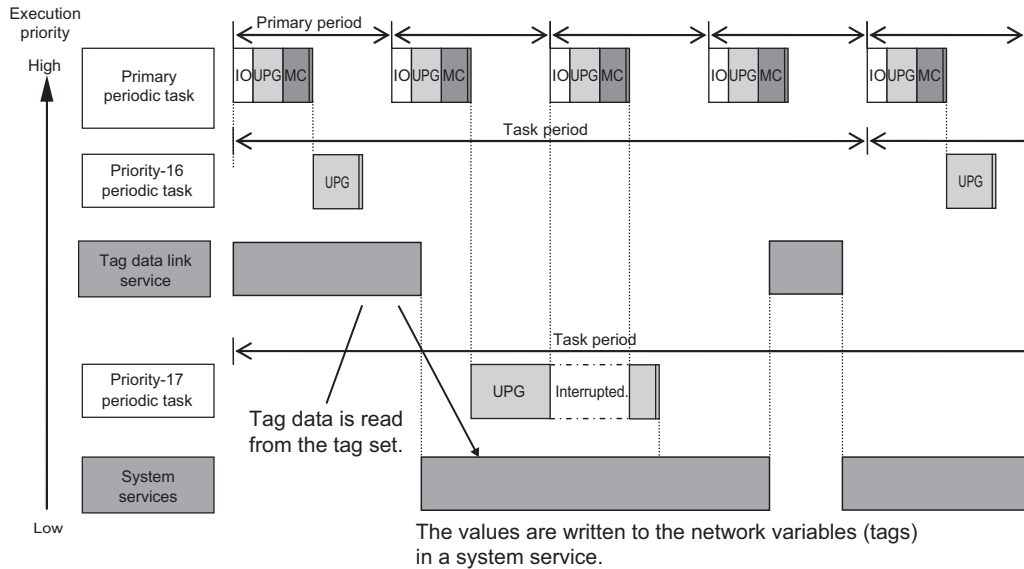 Execution
priority
High
Low
Primary period
Primary
periodic task
IO UPG MC
IO UPG MC
IO UPG MC
IO UPG MC
IO UPG MC
Task period
Priority-16
periodic task
UPG
UPG
Tag data link
service
Task period
Priority-17
periodic task
UPG
Interrupted.
Tag data is read
from the tag set.
System
services
The values are written to the network variables (tags)
in a system service.